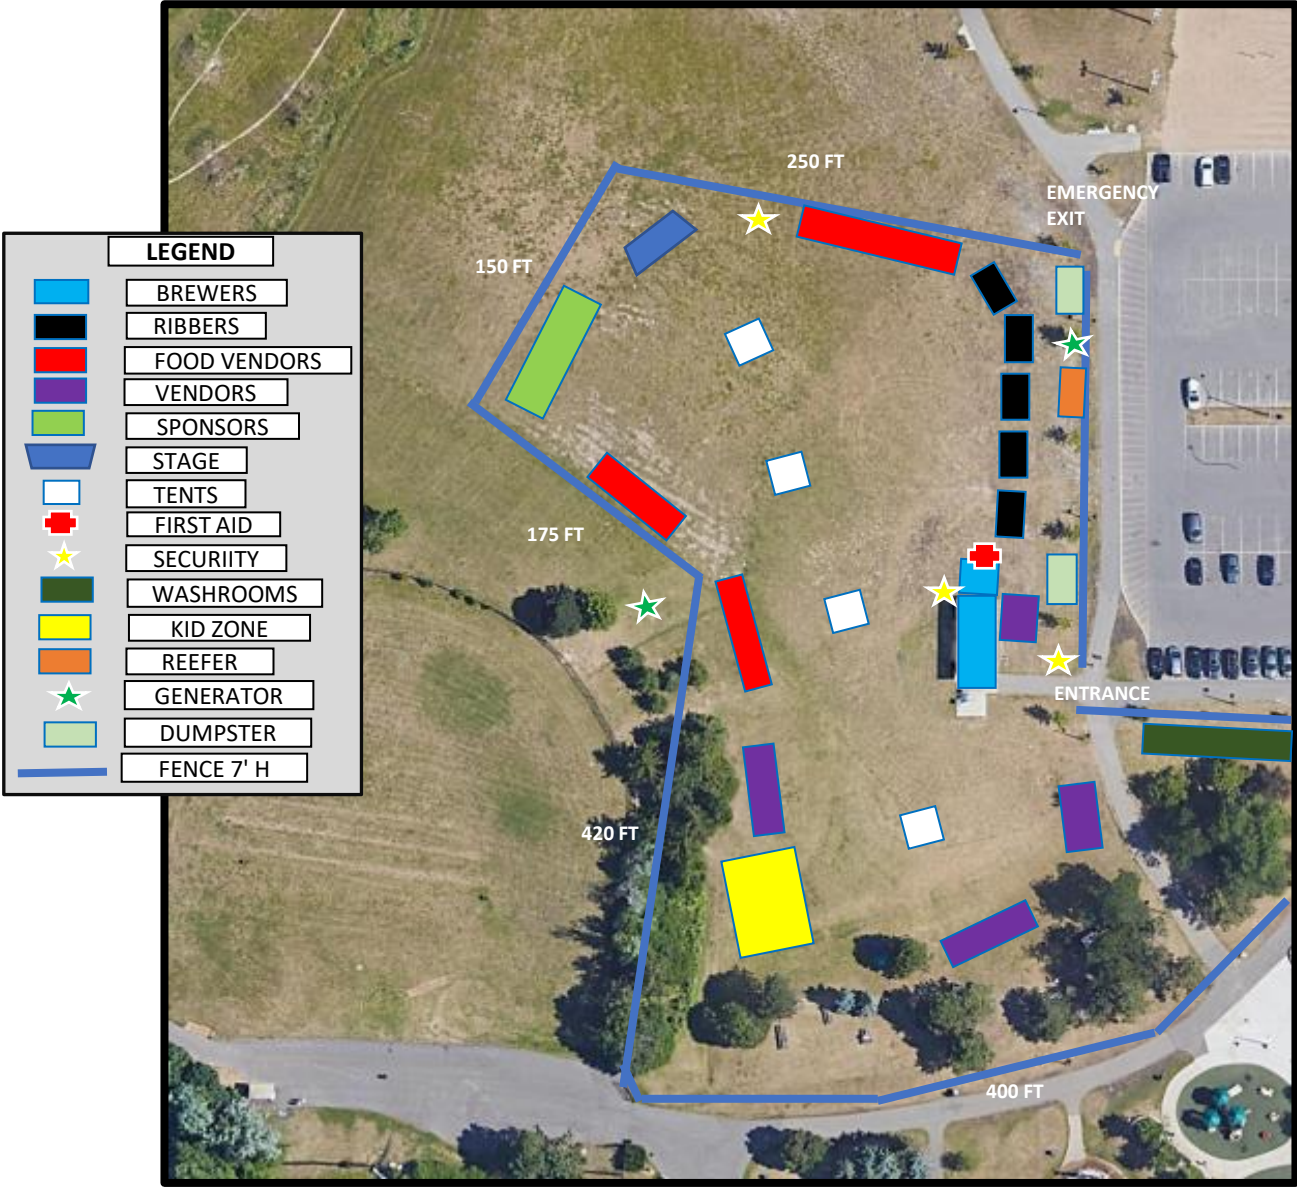 250 FT
EMERGENCY
EXIT
150 FT
LEGEND
BREWERS
RIBBERS
FOOD VENDORS
VENDORS
SPONSORS
STAGE
TENTS
FIRST AID
SECURIITY
WASHROOMS
KID ZONE
REEFER
GENERATOR
DUMPSTER
FENCE 7' H
175 FT
ENTRANCE
420 FT
400 FT